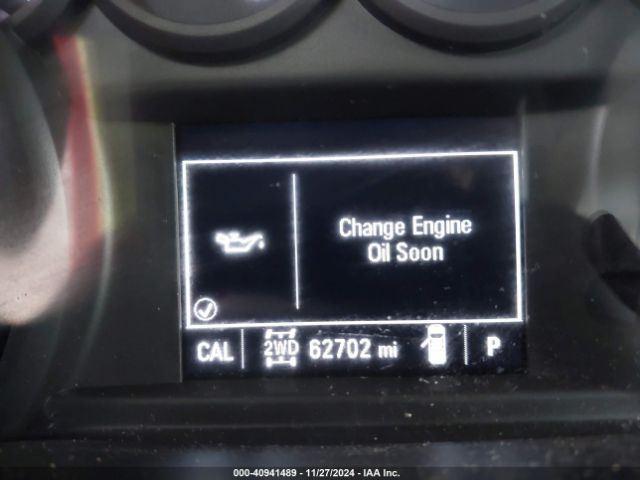 Change Engine
Oil Soon
CAL 2WD 62702 mi P
000-40941489 - 11/27/2024 - IAA Inc.